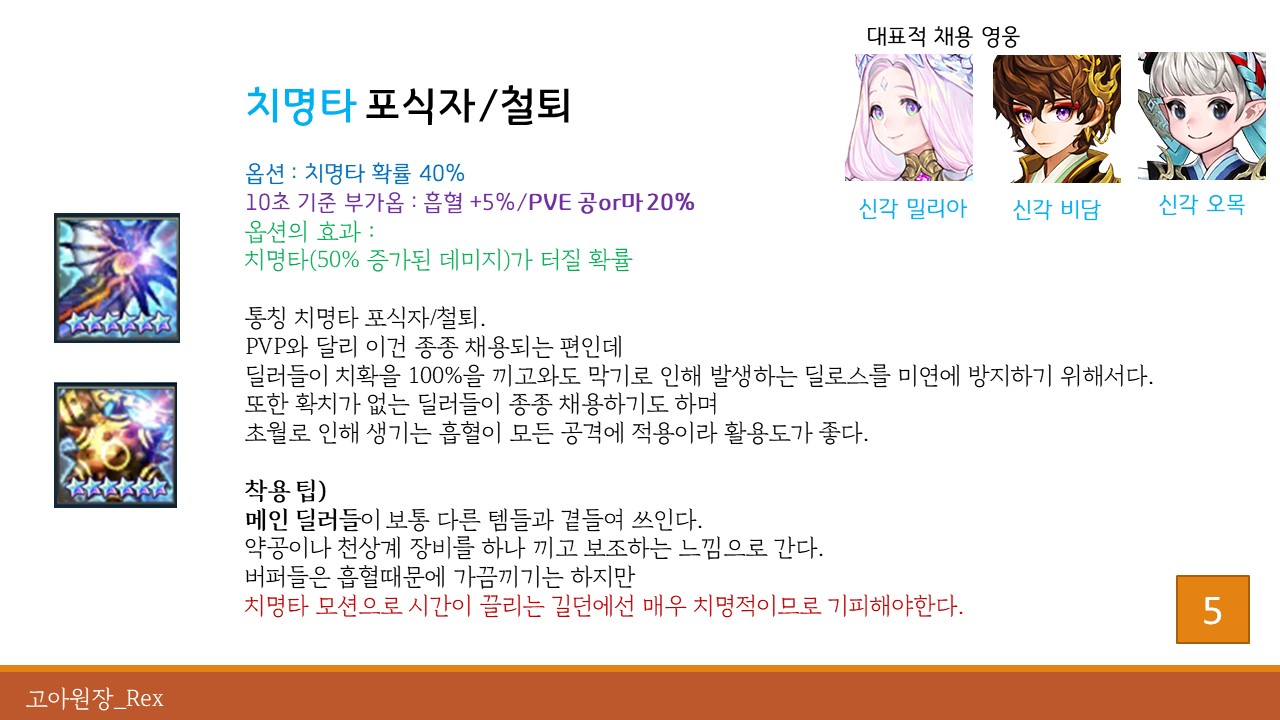 대표적 채용 영웅
신각 밀리아
신각 비담
신각 오목
치명타 포식자/철퇴
옵션 : 치명타 확률 40%
10초 기준 부가옵 : 흡혈 +5%/PVE 공or마 20%
옵션의 효과 :
치명타(50% 증가된 데미지)가 터질 확률
통칭 치명타 포식자/철퇴.
PVP와 달리 이건 종종 채용되는 편인데
딜러들이 치확을 100%을 끼고와도 막기로 인해 발생하는 딜로스를 미연에 방지하기 위해서다.
또한 확치가 없는 딜러들이 종종 채용하기도 하며
초월로 인해 생기는 흡혈이 모든 공격에 적용이라 활용도가 좋다.
착용 팁)
메인 딜러들이 보통 다른 템들과 곁들여 쓰인다.
약공이나 천상계 장비를 하나 끼고 보조하는 느낌으로 간다.
버퍼들은 흡혈때문에 가끔끼기는 하지만
치명타 모션으로 시간이 끌리는 길던에선 매우 치명적이므로 기피해야한다.
5
고아원장_Rex